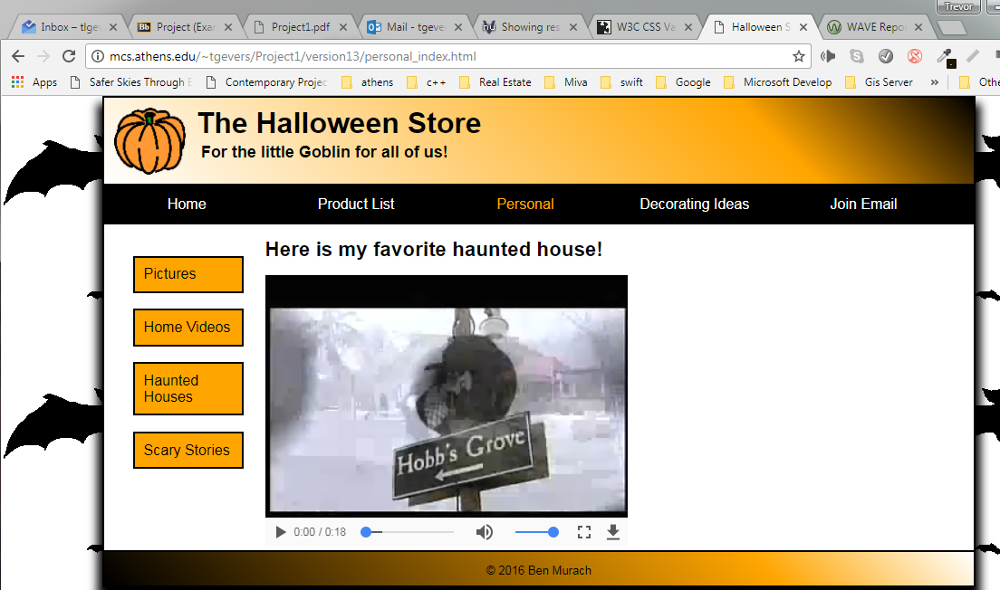 Trevor
Inbox – tlge
Project (Exar
Project1.pdf
Mail - tgever
Showing res
W3C CSS Va
Halloween S
WAVE Repor
mcs.athens.edu/~tgevers/Project1/version13/personal_index.html
Apps
Safer Skies Through E
Contemporary Projec
athens
c++
Real Estate
Miva
swift
Google
Microsoft Develop
Gis Server
»
Othe
The Halloween Store
For the little Goblin for all of us!
Home
Product List
Personal
Decorating Ideas
Join Email
Here is my favorite haunted house!
Pictures
Home Videos
Haunted
Houses
Scary Stories
Hobb's Grove
0:00 / 0:18
© 2016 Ben Murach